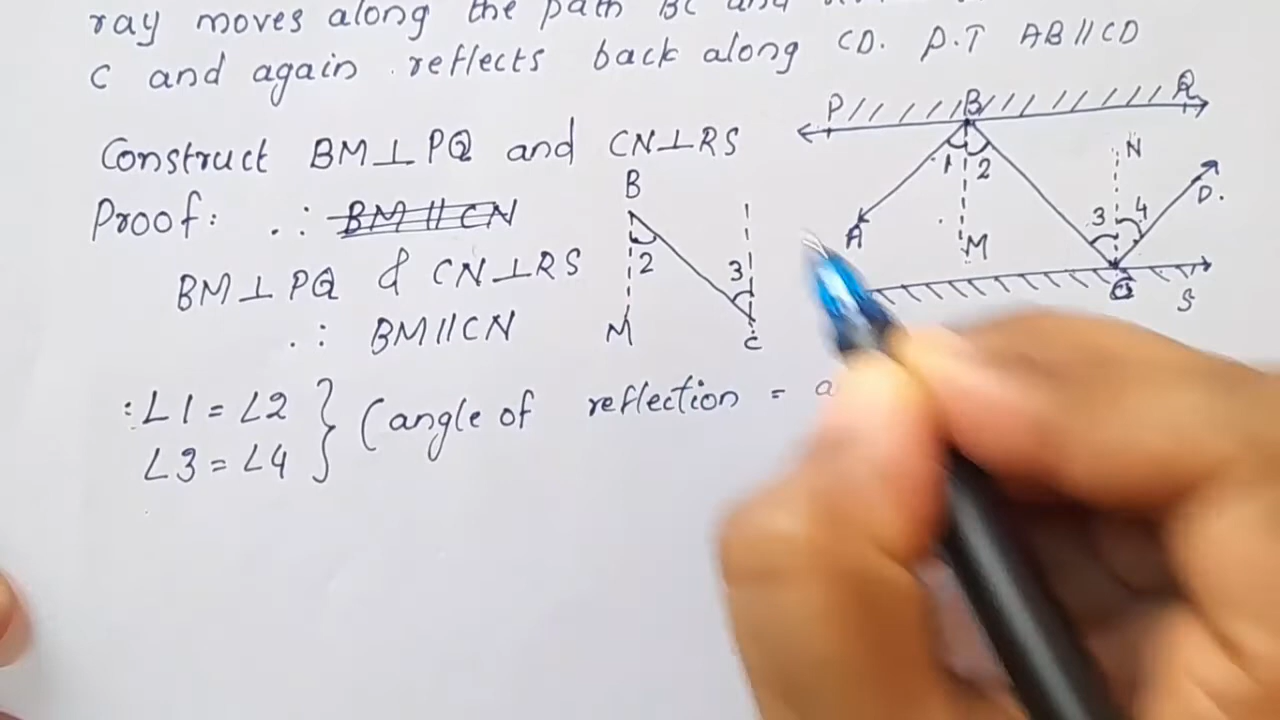 ray moves along the path BC and
C and again reflects back along CD. P.T AB//CD
Construct BM⊥PQ and CN⊥RS
Proof: ∴ BM//CN
BM⊥PQ & CN⊥RS
∴ BM//CN
:∠1 = ∠2 } (angle of reflection = a
∠3 = ∠4
B
2
3
M
C
P B Q
1 2
N
A
M
3 4
D.
C
S